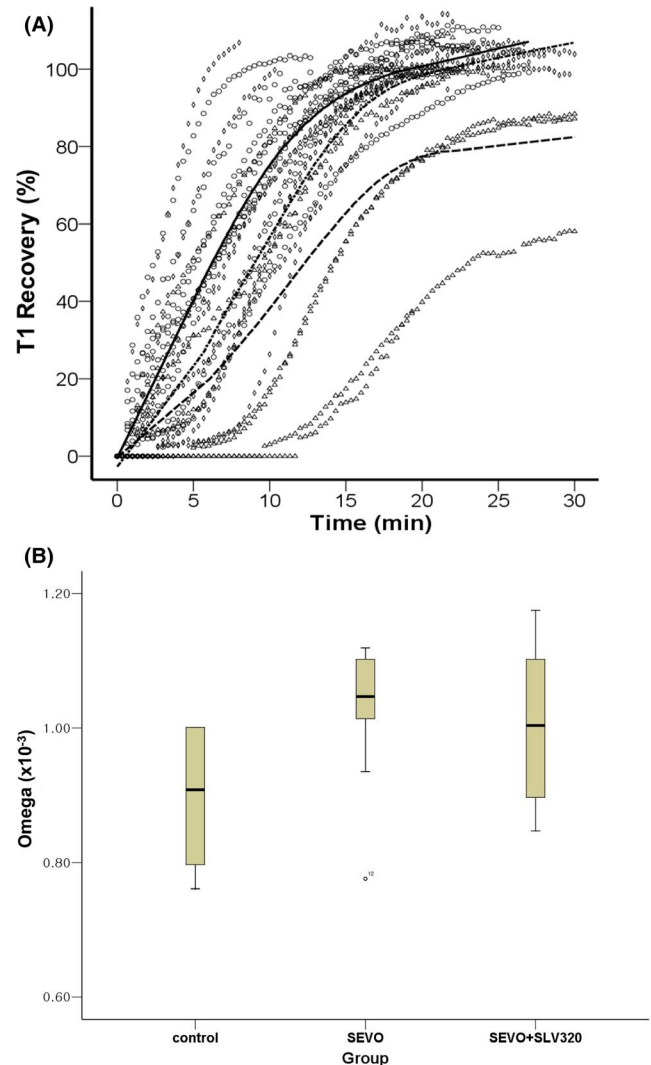 (A)
T1 Recovery (%)
100
80
60
40
20
0
0 5 10 15 20 25 30
Time (min)
(B)
Omega (x10-3)
1.20
1.00
0.80
0.60
12
control SEVO SEVO+SLV320
Group